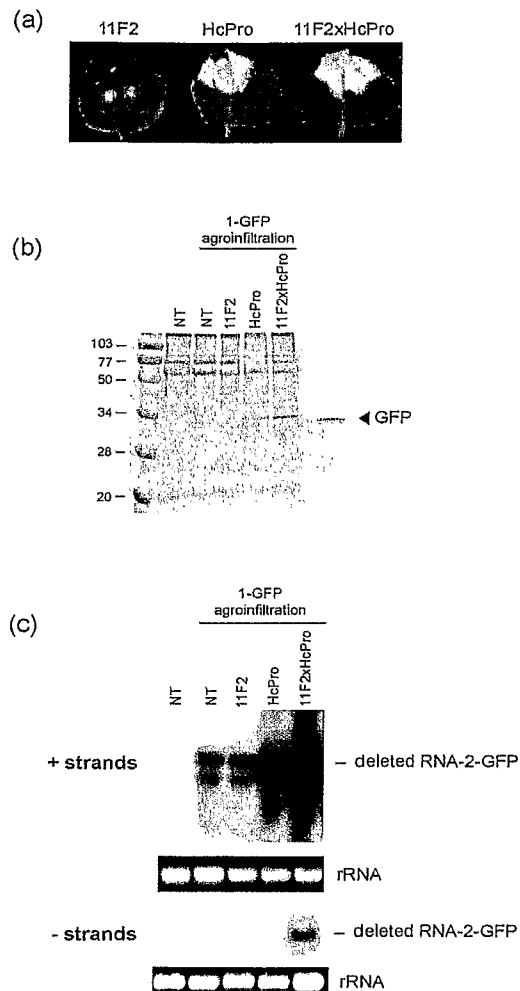 (a)
11F2 HcPro 11F2xHcPro
(b)
1-GFP
agroinfiltration
NT NT 11F2 HcPro 11F2xHcPro
103
77
50
34
28
20
GFP
(c)
1-GFP
agroinfiltration
NT NT 11F2 HcPro 11F2xHcPro
+ strands
– deleted RNA-2-GFP
rRNA
- strands
– deleted RNA-2-GFP
rRNA